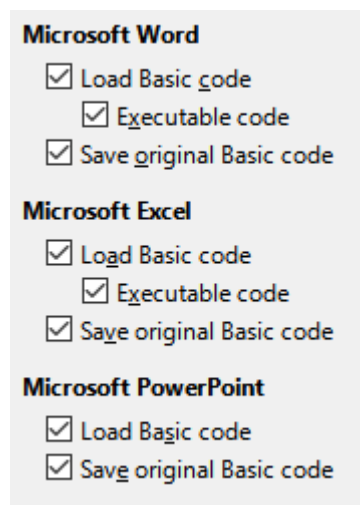 Microsoft Word
Load Basic code
Executable code
Save original Basic code
Microsoft Excel
Load Basic code
Executable code
Save original Basic code
Microsoft PowerPoint
Load Basic code
Save original Basic code